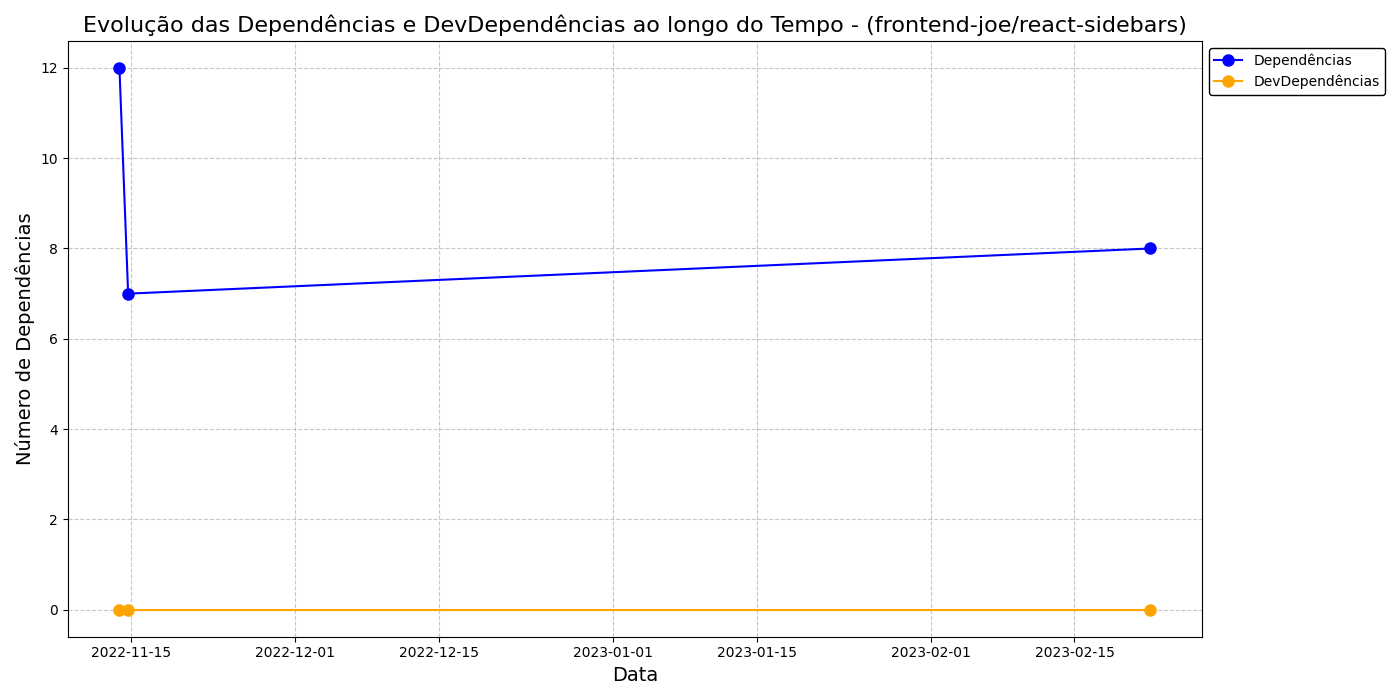 Evolução das Dependências e DevDependências ao longo do Tempo - (frontend-joe/react-sidebars)
Dependências
DevDependências
Número de Dependências
12
10
8
6
4
2
0
2022-11-15
2022-12-01
2022-12-15
2023-01-01
2023-01-15
2023-02-01
2023-02-15
Data